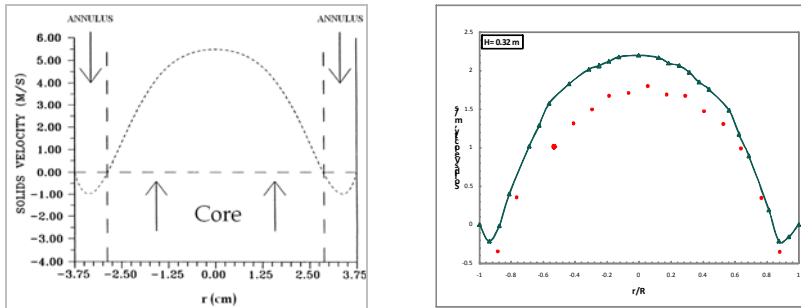 ANNULUS ANNULUS
6.00
5.00
4.00
3.00
2.00
1.00
0.00
-1.00
-2.00
-3.00
-4.00
SOLIDS VELOCITY (M/S)
Core
-3.75 -2.50 -1.25 0.00 1.25 2.50 3.75
r (cm)
H= 0.32 m
2.5
2
1.5
1
0.5
0
-0.5
-1 -0.8 -0.6 -0.4 -0.2 0 0.2 0.4 0.6 0.8 1
r/R